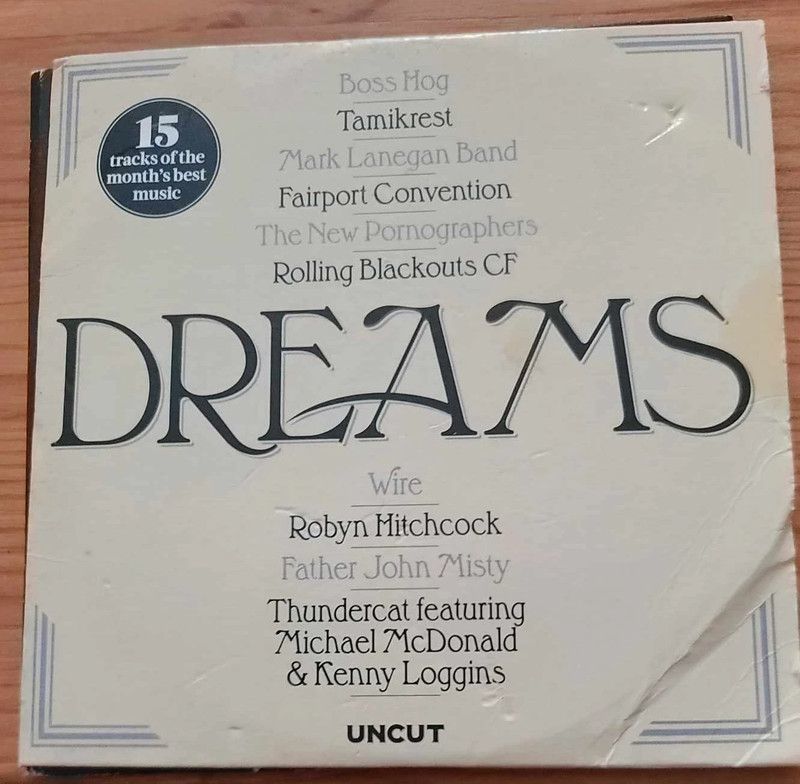 Boss Hog
Tamikrest
15
tracks of the
month's best
music
Mark Lanegan Band
Fairport Convention
The New Pornographers
Rolling Blackouts CF
DREAMS
Wire
Robyn Hitchcock
Father John Misty
Thundercat featuring
Michael McDonald
& Kenny Loggins
UNCUT